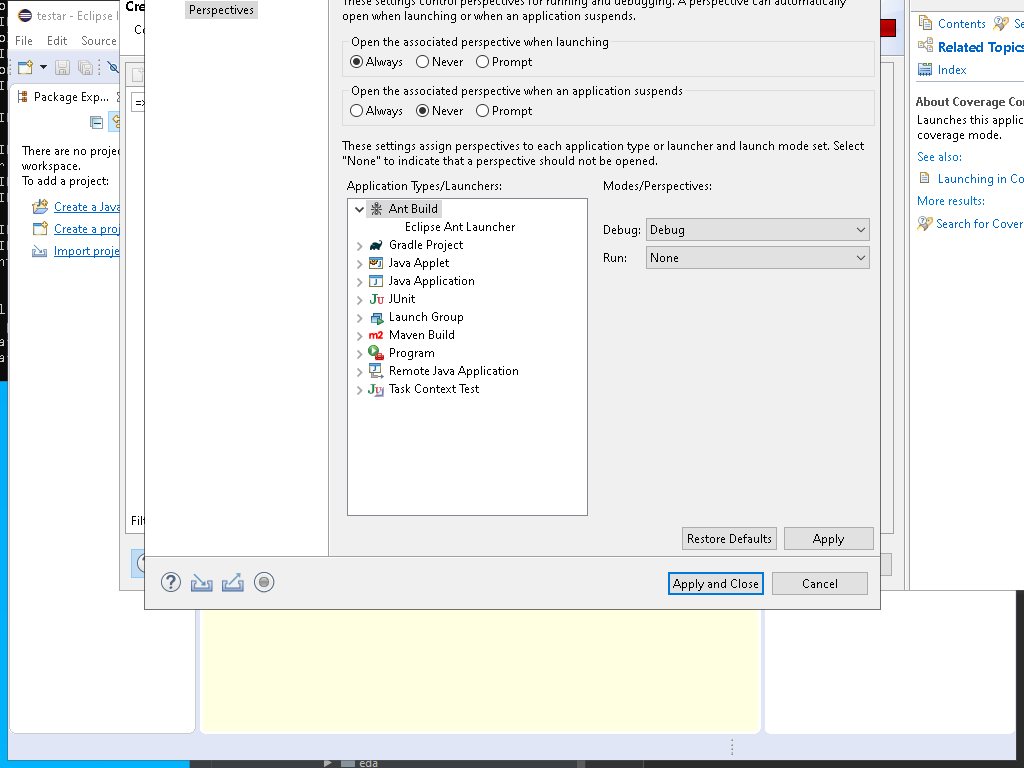 testar - Eclipse
Cre
File Edit Source
Perspectives
These settings control perspectives for running and debugging. A perspective can automatically
open when launching or when an application suspends.
Open the associated perspective when launching
Always Never Prompt
Open the associated perspective when an application suspends
Always Never Prompt
These settings assign perspectives to each application type or launcher and launch mode set. Select
"None" to indicate that a perspective should not be opened.
Application Types/Launchers:
Modes/Perspectives:
Ant Build
Eclipse Ant Launcher
Gradle Project
Java Applet
Java Application
JUnit
Launch Group
Maven Build
Program
Remote Java Application
Task Context Test
Debug: Debug
Run: None
Restore Defaults
Apply
Apply and Close
Cancel
Package Exp...
There are no proje
workspace.
To add a project:
Create a Java
Create a proj
Import proje
Filt
Contents
Se
Related Topics
Index
About Coverage Co
Launches this applic
coverage mode.
See also:
Launching in Co
More results:
Search for Cover
eda